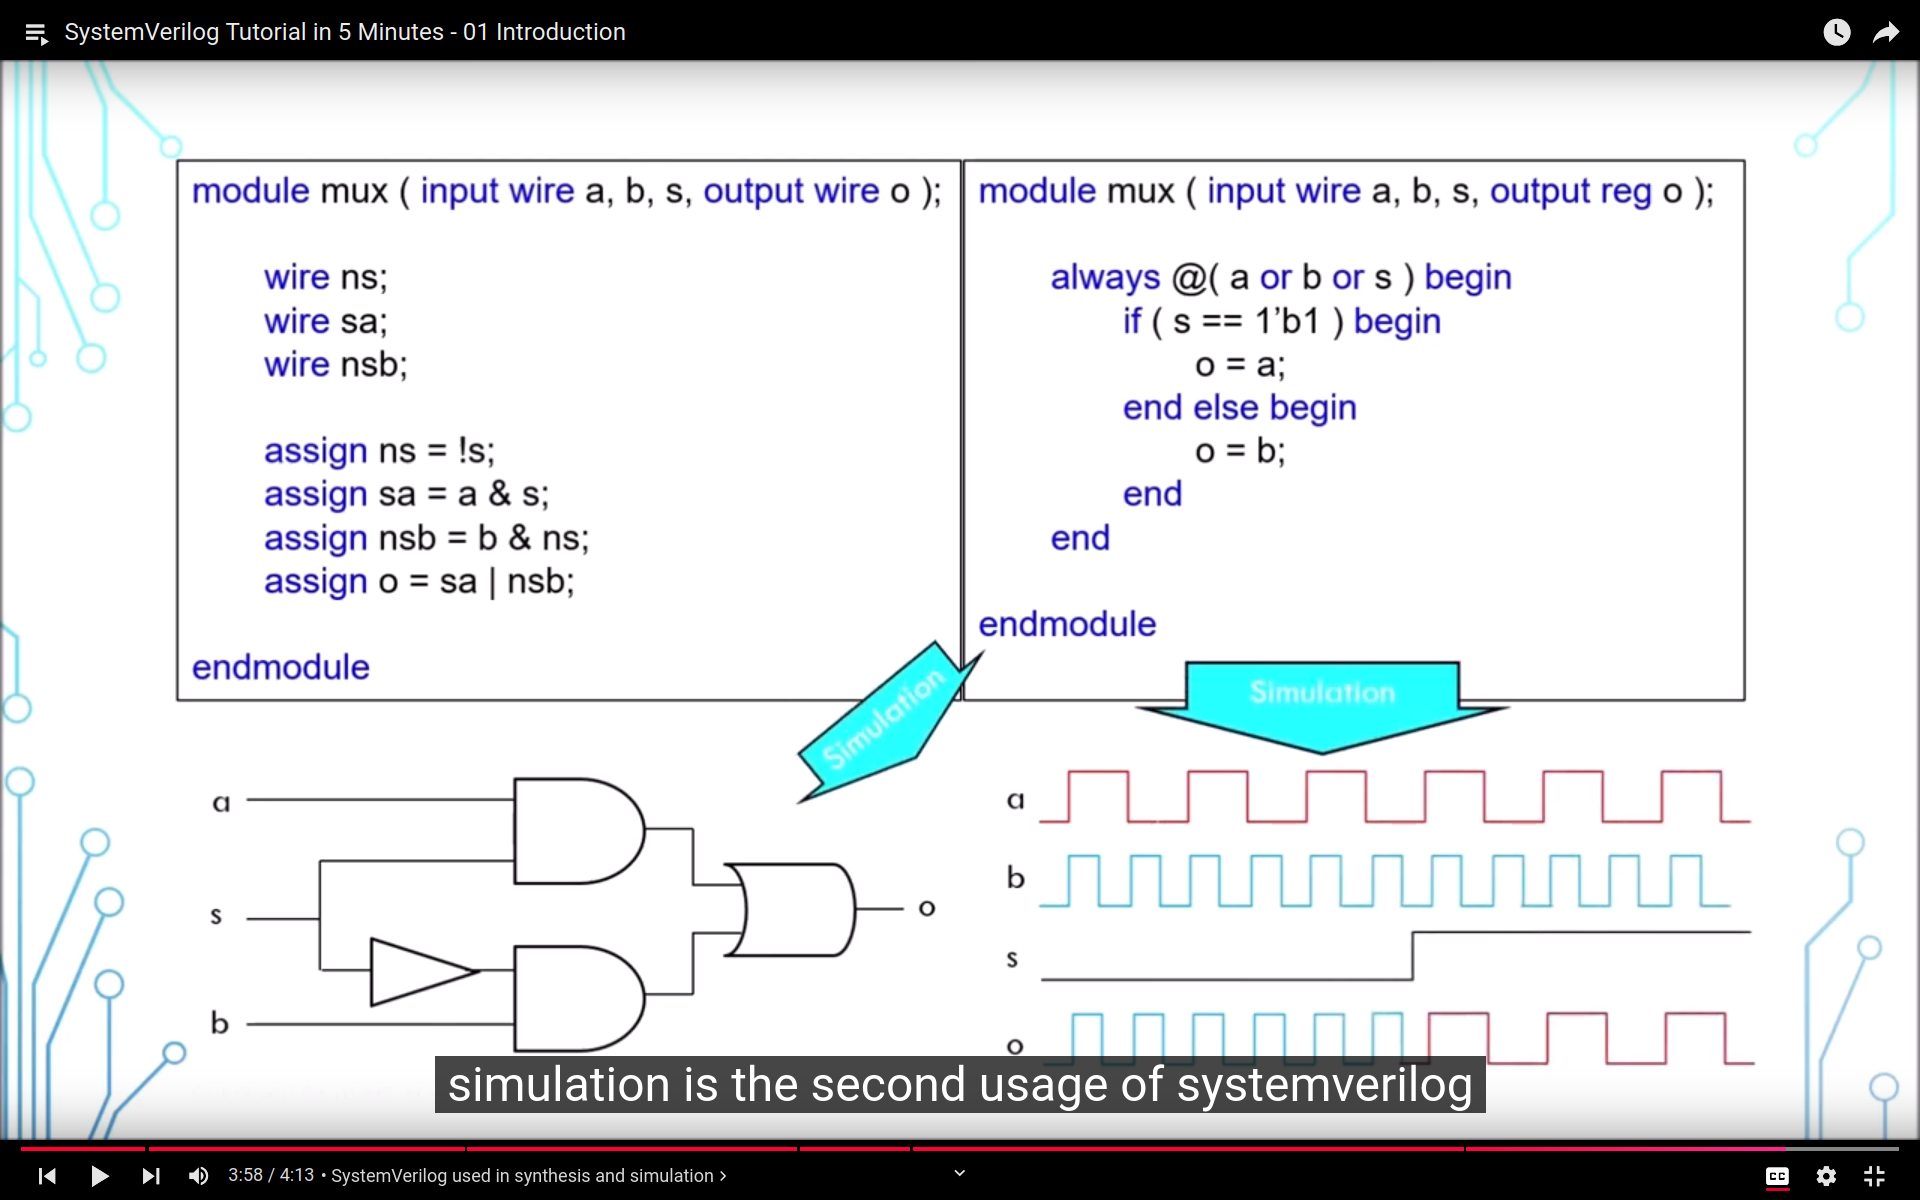 SystemVerilog Tutorial in 5 Minutes - 01 Introduction
module mux ( input wire a, b, s, output wire o );
wire ns;
wire sa;
wire nsb;
assign ns = !s;
assign sa = a & s;
assign nsb = b & ns;
assign o = sa | nsb;
endmodule
module mux ( input wire a, b, s, output reg o );
always @( a or b or s ) begin
if ( s == 1’b1 ) begin
o = a;
end else begin
o = b;
end
end
endmodule
Simulation
Simulation
a
s
b
o
a
b
s
o
simulation is the second usage of systemverilog
3:58 / 4:13 • SystemVerilog used in synthesis and simulation ›
CC